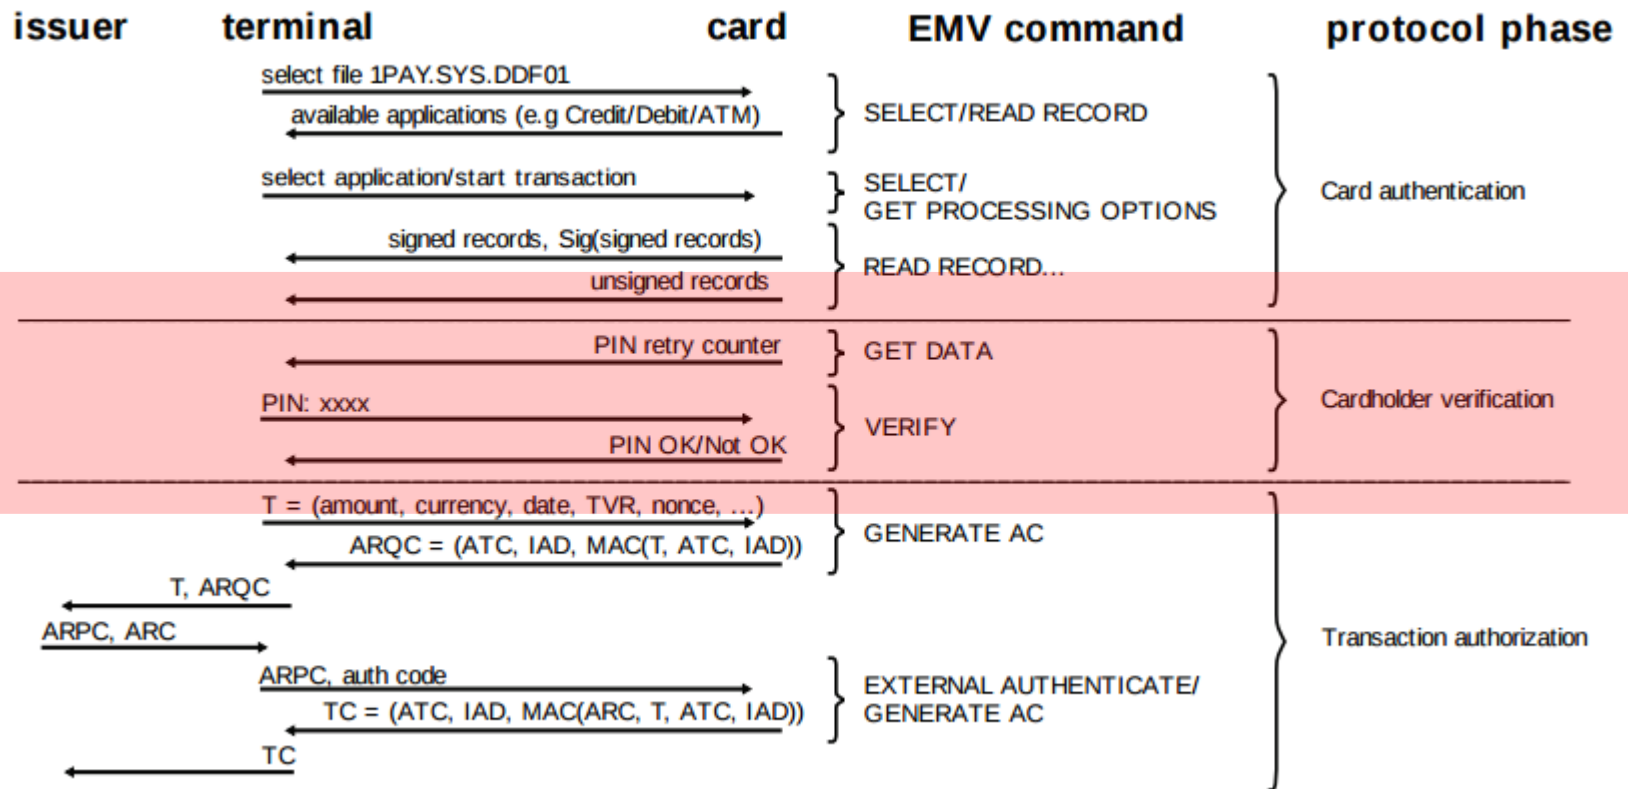 issuer terminal card EMV command protocol phase
select file 1PAY.SYS.DDF01
available applications (e.g Credit/Debit/ATM)
SELECT/READ RECORD
select application/start transaction
SELECT/
GET PROCESSING OPTIONS
Card authentication
signed records, Sig(signed records)
unsigned records
READ RECORD...
PIN retry counter
GET DATA
PIN: xxxx
PIN OK/Not OK
VERIFY
Cardholder verification
T = (amount, currency, date, TVR, nonce, ...)
ARQC = (ATC, IAD, MAC(T, ATC, IAD))
GENERATE AC
T, ARQC
ARPC, ARC
Transaction authorization
ARPC, auth code
TC = (ATC, IAD, MAC(ARC, T, ATC, IAD))
EXTERNAL AUTHENTICATE/
GENERATE AC
TC